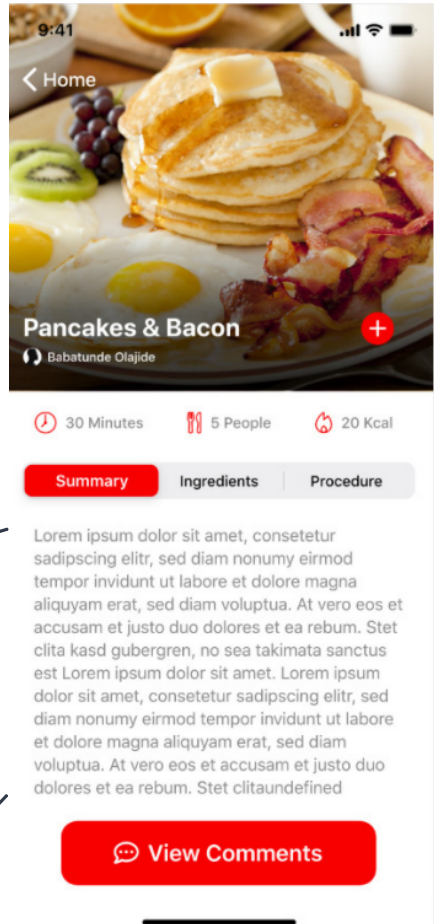 9:41
Home
Pancakes & Bacon
Babatunde Olajide
30 Minutes
5 People
20 Kcal
Summary
Ingredients
Procedure
Lorem ipsum dolor sit amet, consetetur
sadipscing elitr, sed diam nonumy eirmod
tempor invidunt ut labore et dolore magna
aliquyam erat, sed diam voluptua. At vero eos et
accusam et justo duo dolores et ea rebum. Stet
clita kasd gubergren, no sea takimata sanctus
est Lorem ipsum dolor sit amet. Lorem ipsum
dolor sit amet, consetetur sadipscing elitr, sed
diam nonumy eirmod tempor invidunt ut labore
et dolore magna aliquyam erat, sed diam
voluptua. At vero eos et accusam et justo duo
dolores et ea rebum. Stet clitaundefined
View Comments